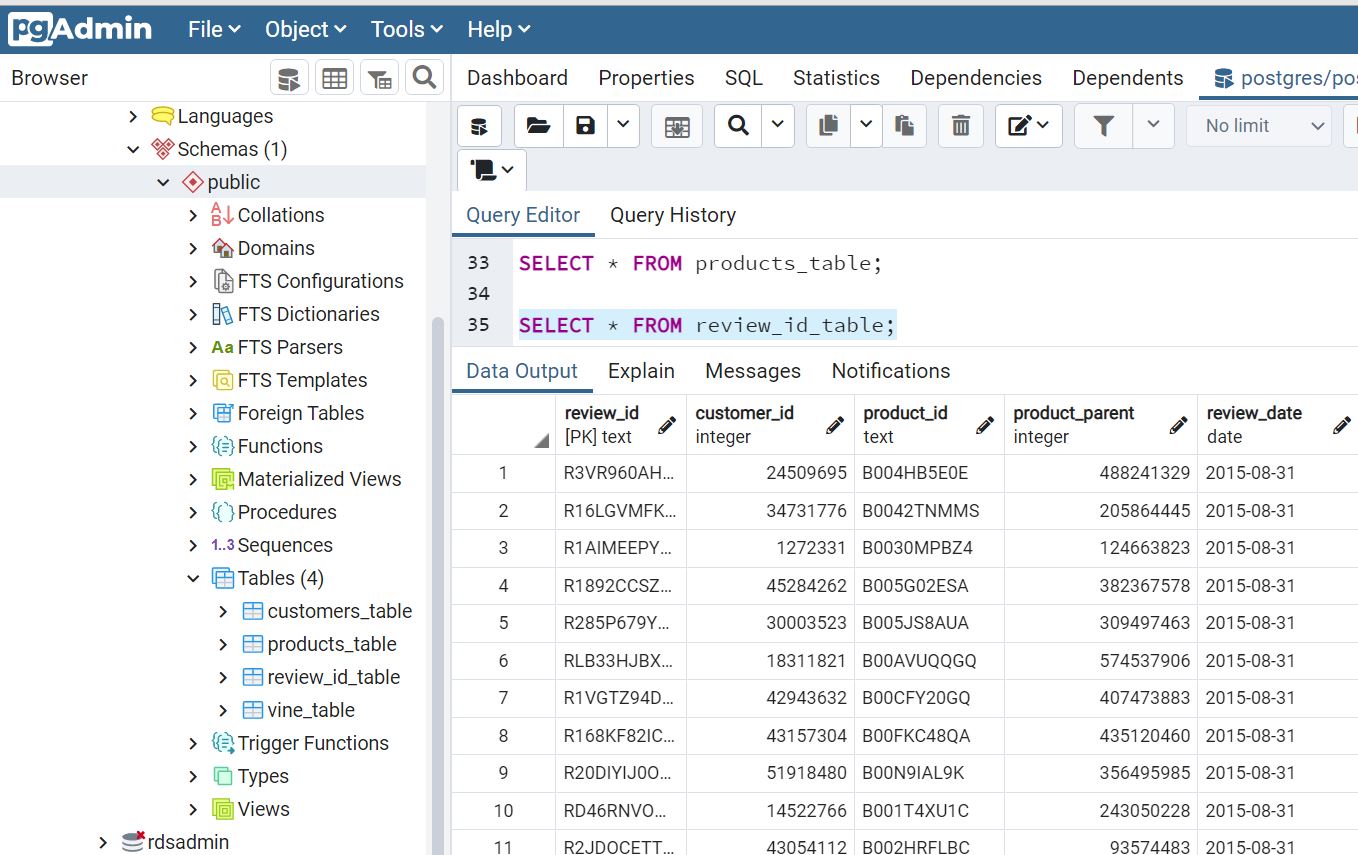 pgAdmin File Object Tools Help
Browser
Dashboard Properties SQL Statistics Dependencies Dependents postgres/pos
Languages
Schemas (1)
public
Collations
Domains
FTS Configurations
FTS Dictionaries
Aa FTS Parsers
FTS Templates
Foreign Tables
Functions
Materialized Views
Procedures
1..3 Sequences
Tables (4)
customers_table
products_table
review_id_table
vine_table
Trigger Functions
Types
Views
rdsadmin
No limit
Query Editor Query History
33 SELECT * FROM products_table;
34
35 SELECT * FROM review_id_table;
Data Output Explain Messages Notifications
review_id customer_id product_id product_parent review_date
[PK] text integer text integer date
1 R3VR960AH... 24509695 B004HB5E0E 488241329 2015-08-31
2 R16LGVMFK... 34731776 B0042TNMMS 205864445 2015-08-31
3 R1AIMEEPY... 1272331 B0030MPBZ4 124663823 2015-08-31
4 R1892CCSZ... 45284262 B005G02ESA 382367578 2015-08-31
5 R285P679Y... 30003523 B005JS8AUA 309497463 2015-08-31
6 RLB33HJBX... 18311821 B00AVUQQGQ 574537906 2015-08-31
7 R1VGTZ94D... 42943632 B00CFY20GQ 407473883 2015-08-31
8 R168KF82IC... 43157304 B00FKC48QA 435120460 2015-08-31
9 R20DIYIJ0O... 51918480 B00N9IAL9K 356495985 2015-08-31
10 RD46RNVO... 14522766 B001T4XU1C 243050228 2015-08-31
11 R2JDOCETT... 43054112 B002HRFLBC 93574483 2015-08-31